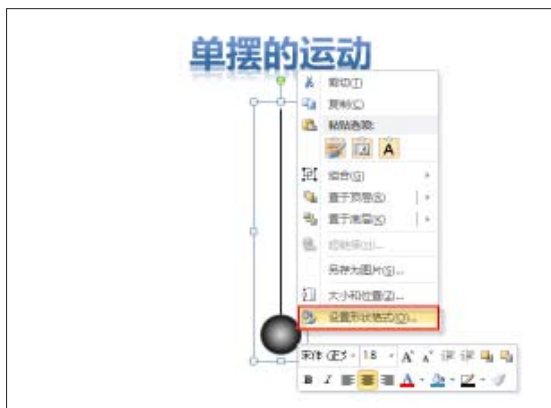 单摆的运动
剪切(T)
复制(C)
粘贴选项:
A
组合(G)
置于顶层(R)
置于底层(K)
超链接(H)...
另存为图片(S)...
大小和位置(Z)...
设置形状格式(O)...
宋体 (正文 18 A A
B I A